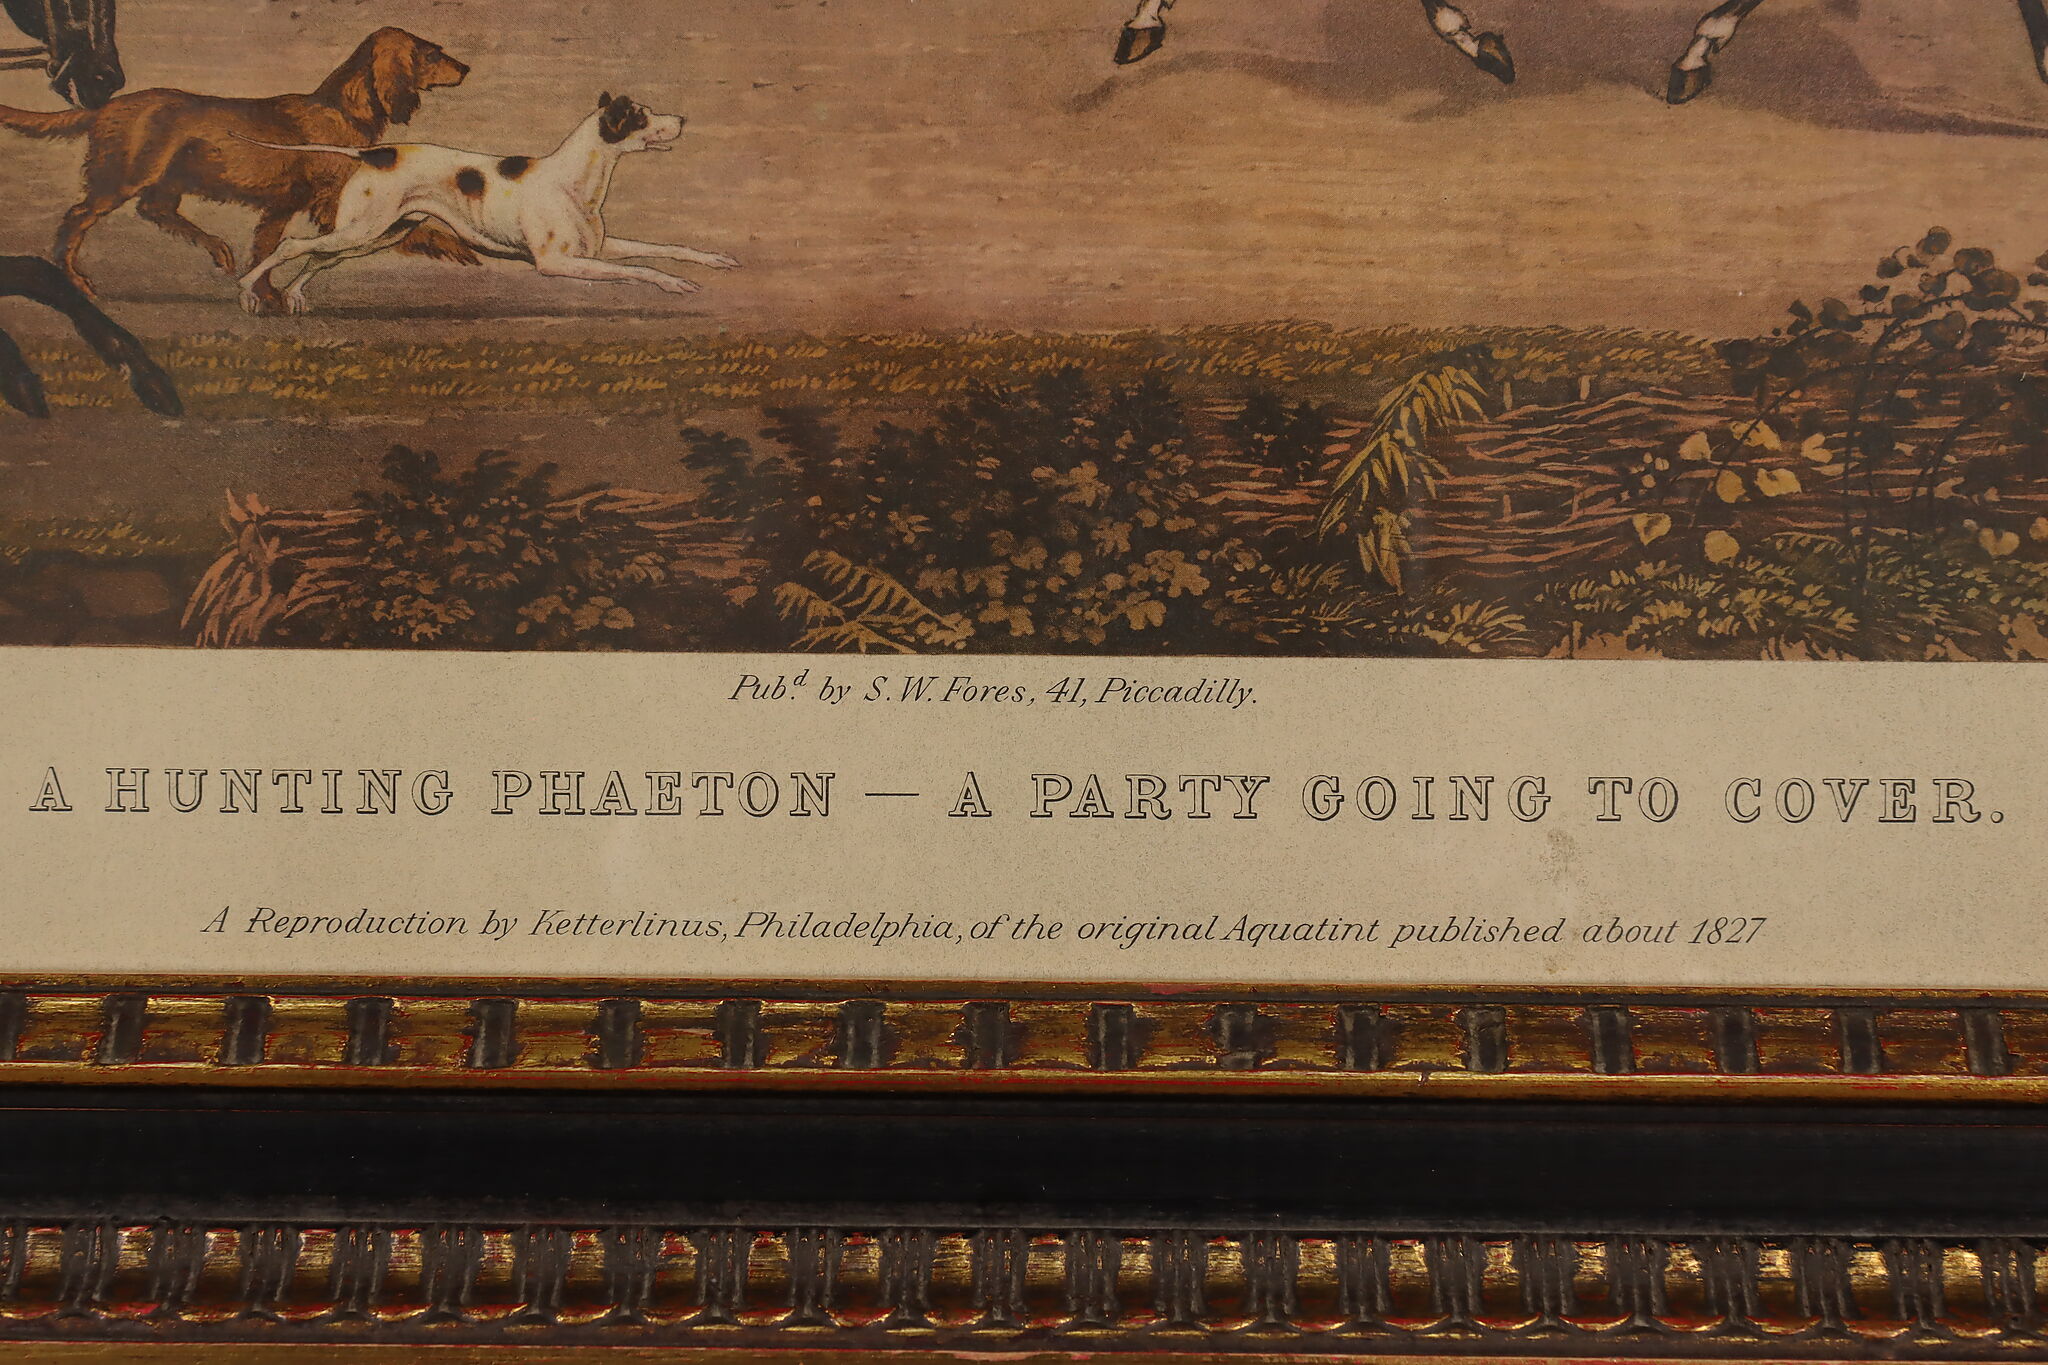 Pub.d by S. W. Fores, 41, Piccadilly.
A HUNTING PHAETON — A PARTY GOING TO COVER.
A Reproduction by Ketterlinus, Philadelphia, of the original Aquatint published about 1827